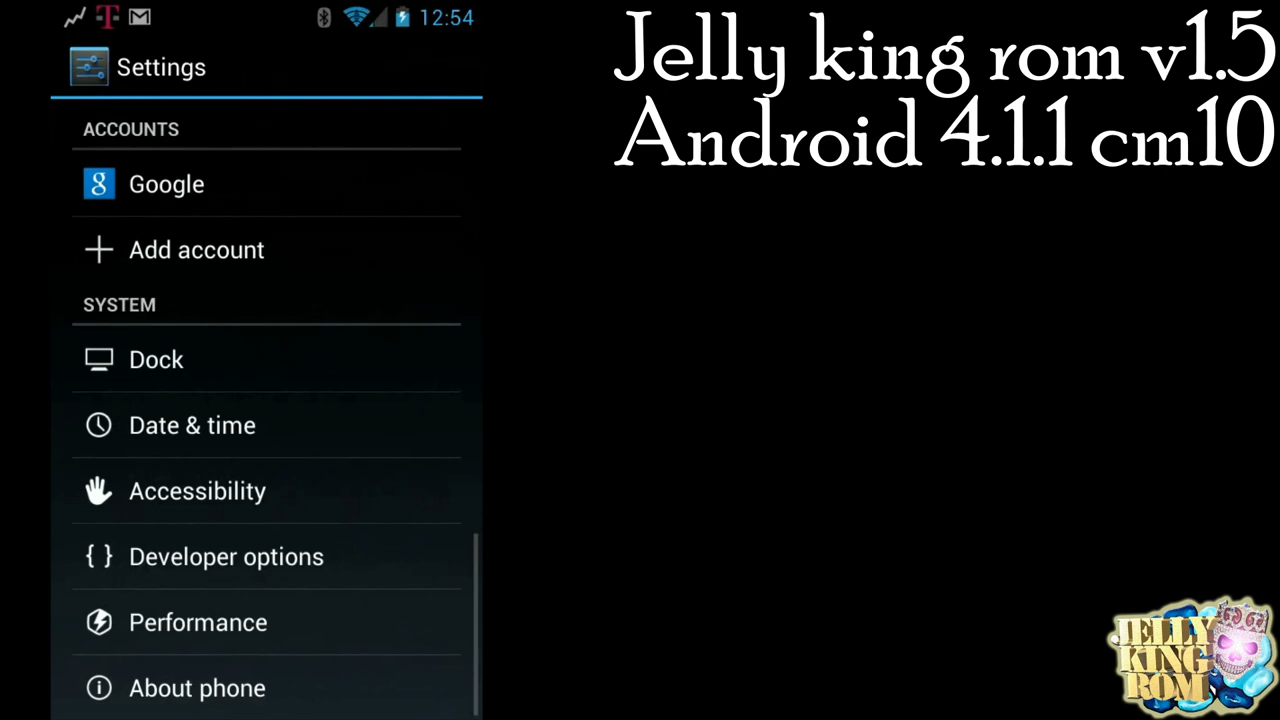 12:54
Settings
ACCOUNTS
Google
Add account
SYSTEM
Dock
Date & time
Accessibility
Developer options
Performance
About phone
Jelly king rom v1.5
Android 4.1.1 cm10
JELLY
KING
ROM